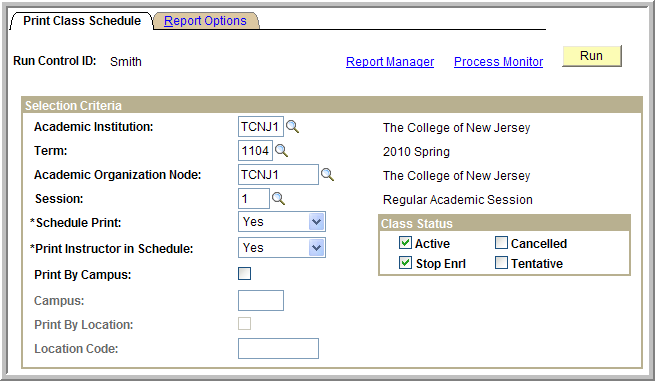 Print Class Schedule Report Options
Run Control ID: Smith Report Manager Process Monitor Run
Selection Criteria
Academic Institution: TCNJ1 The College of New Jersey
Term: 1104 2010 Spring
Academic Organization Node: TCNJ1 The College of New Jersey
Session: 1 Regular Academic Session
*Schedule Print: Yes
Class Status
*Print Instructor in Schedule: Yes
Active Cancelled
Stop Enrl Tentative
Print By Campus:
Campus:
Print By Location:
Location Code: